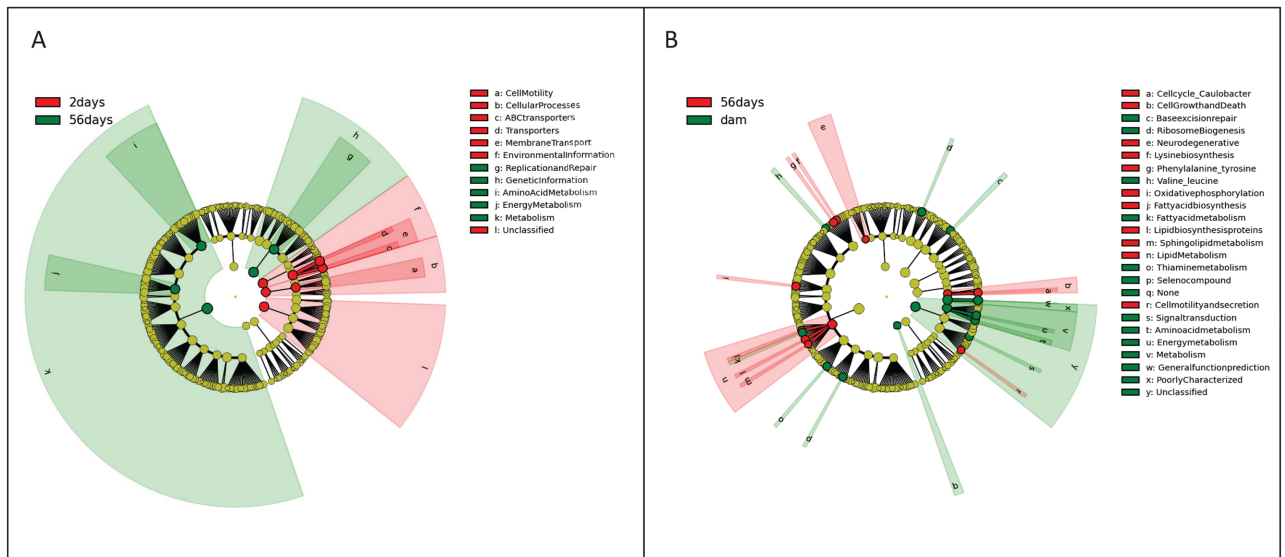 A
2days
56days
a: CellMotility
b: CellularProcesses
c: ABCtransporters
d: Transporters
e: MembraneTransport
f: EnvironmentalInformation
g: ReplicationandRepair
h: GeneticInformation
i: AminoAcidMetabolism
j: EnergyMetabolism
k: Metabolism
l: Unclassified
h
g
i
f
e
d
c
b
a
j
k
l
B
56days
dam
a: Cellcycle_Caulobacter
b: CellGrowthandDeath
c: Baseexcisionrepair
d: RibosomeBiogenesis
e: Neurodegenerative
f: Lysinebiosynthesis
g: Phenylalanine_tyrosine
h: Valine_leucine
i: Oxidativephosphorylation
j: Fattyacidbiosynthesis
k: Fattyacidmetabolism
l: Lipidbiosynthesisproteins
m: Sphingolipidmetabolism
n: LipidMetabolism
o: Thiaminemetabolism
p: Selenocompound
q: None
r: Cellmotilityandsecretion
s: Signaltransduction
t: Aminoacidmetabolism
u: Energymetabolism
v: Metabolism
w: Generalfunctionprediction
x: PoorlyCharacterized
y: Unclassified
e
d
f
g
h
c
i
b
a
w
x
v
u
t
y
s
r
k
n
l
m
o
p
q